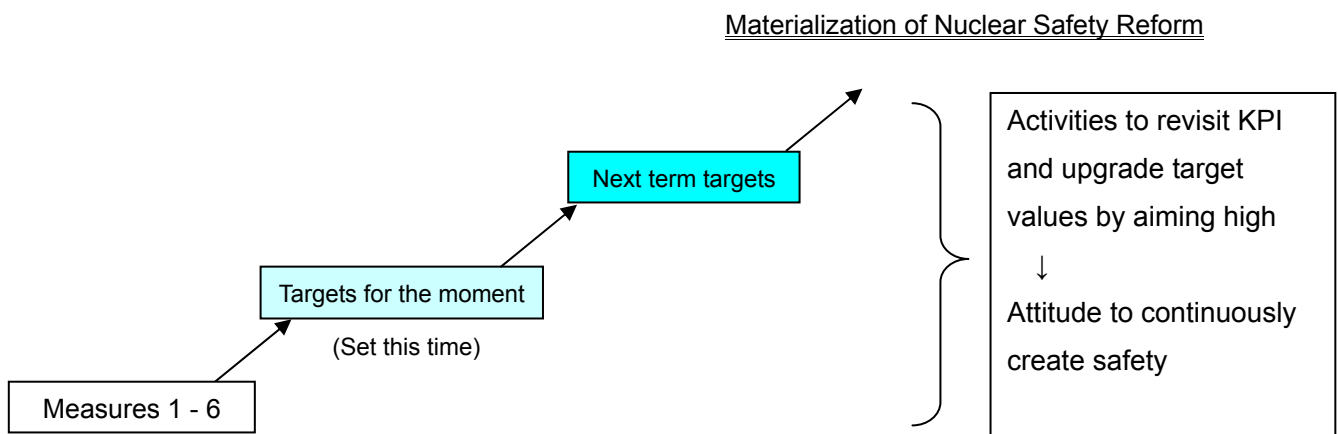 Materialization of Nuclear Safety Reform
Activities to revisit KPI
and upgrade target
values by aiming high
↓
Attitude to continuously
create safety
Next term targets
Targets for the moment
(Set this time)
Measures 1 - 6